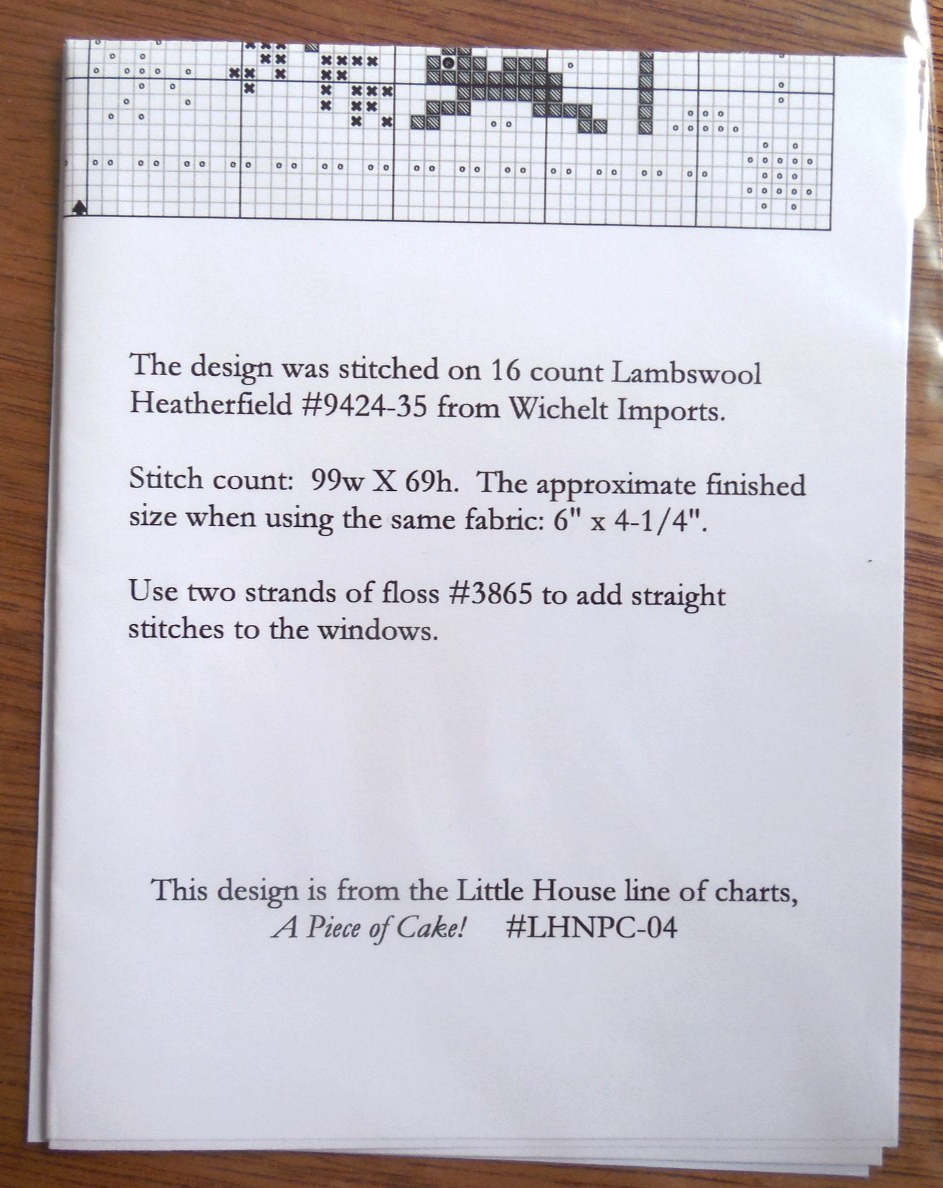 The design was stitched on 16 count Lambswool
Heatherfield #9424-35 from Wichelt Imports.
Stitch count:  99w X 69h.  The approximate finished
size when using the same fabric: 6" x 4-1/4".
Use two strands of floss #3865 to add straight
stitches to the windows.
This design is from the Little House line of charts,
A Piece of Cake!    #LHNPC-04